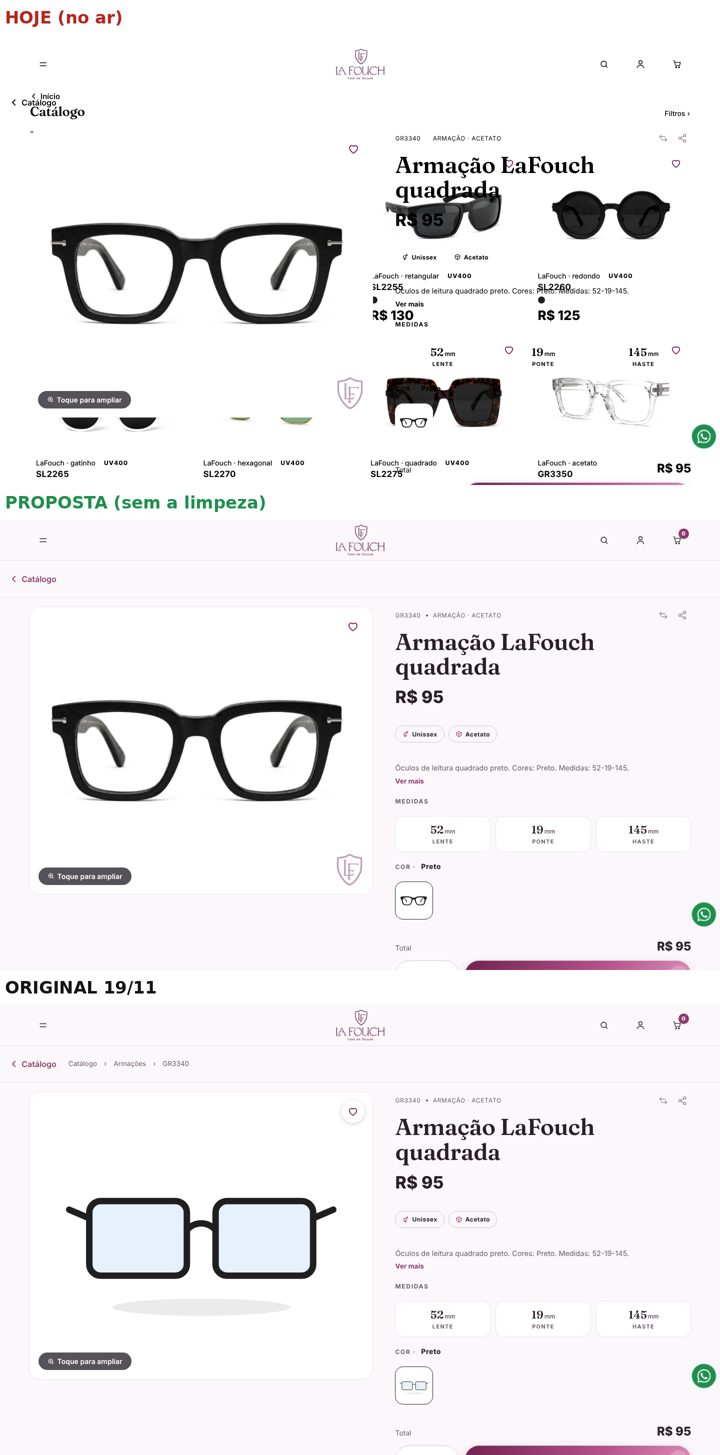 HOJE (no ar)
LF
LA FOUCH
Início
Catálogo
Catálogo
Filtros ›
-
GR3340 ARMAÇÃO · ACETATO
Armação LaFouch
quadrada
R$ 95
Unissex Acetato
LaFouch · retangular UV400
SL2255
LaFouch · redondo UV400
SL2260
Óculos de leitura quadrado preto. Cores: Preto. Medidas: 52-19-145.
Ver mais
R$ 130
R$ 125
MEDIDAS
52 mm
LENTE
19 mm
PONTE
145 mm
HASTE
COR · Preto
Toque para ampliar
LF
LaFouch · gatinho UV400
SL2265
LaFouch · hexagonal UV400
SL2270
LaFouch · quadrado UV400
SL2275
LaFouch · acetato
GR3350
Total
R$ 95
PROPOSTA (sem a limpeza)
LF
LA FOUCH
0
Catálogo
GR3340 • ARMAÇÃO · ACETATO
Armação LaFouch
quadrada
R$ 95
Unissex Acetato
Óculos de leitura quadrado preto. Cores: Preto. Medidas: 52-19-145.
Ver mais
MEDIDAS
52 mm
LENTE
19 mm
PONTE
145 mm
HASTE
COR · Preto
Toque para ampliar
LF
Total
R$ 95
ORIGINAL 19/11
LF
LA FOUCH
0
Catálogo Catálogo › Armações › GR3340
GR3340 • ARMAÇÃO · ACETATO
Armação LaFouch
quadrada
R$ 95
Unissex Acetato
Óculos de leitura quadrado preto. Cores: Preto. Medidas: 52-19-145.
Ver mais
MEDIDAS
52 mm
LENTE
19 mm
PONTE
145 mm
HASTE
COR · Preto
Toque para ampliar
Total
R$ 95